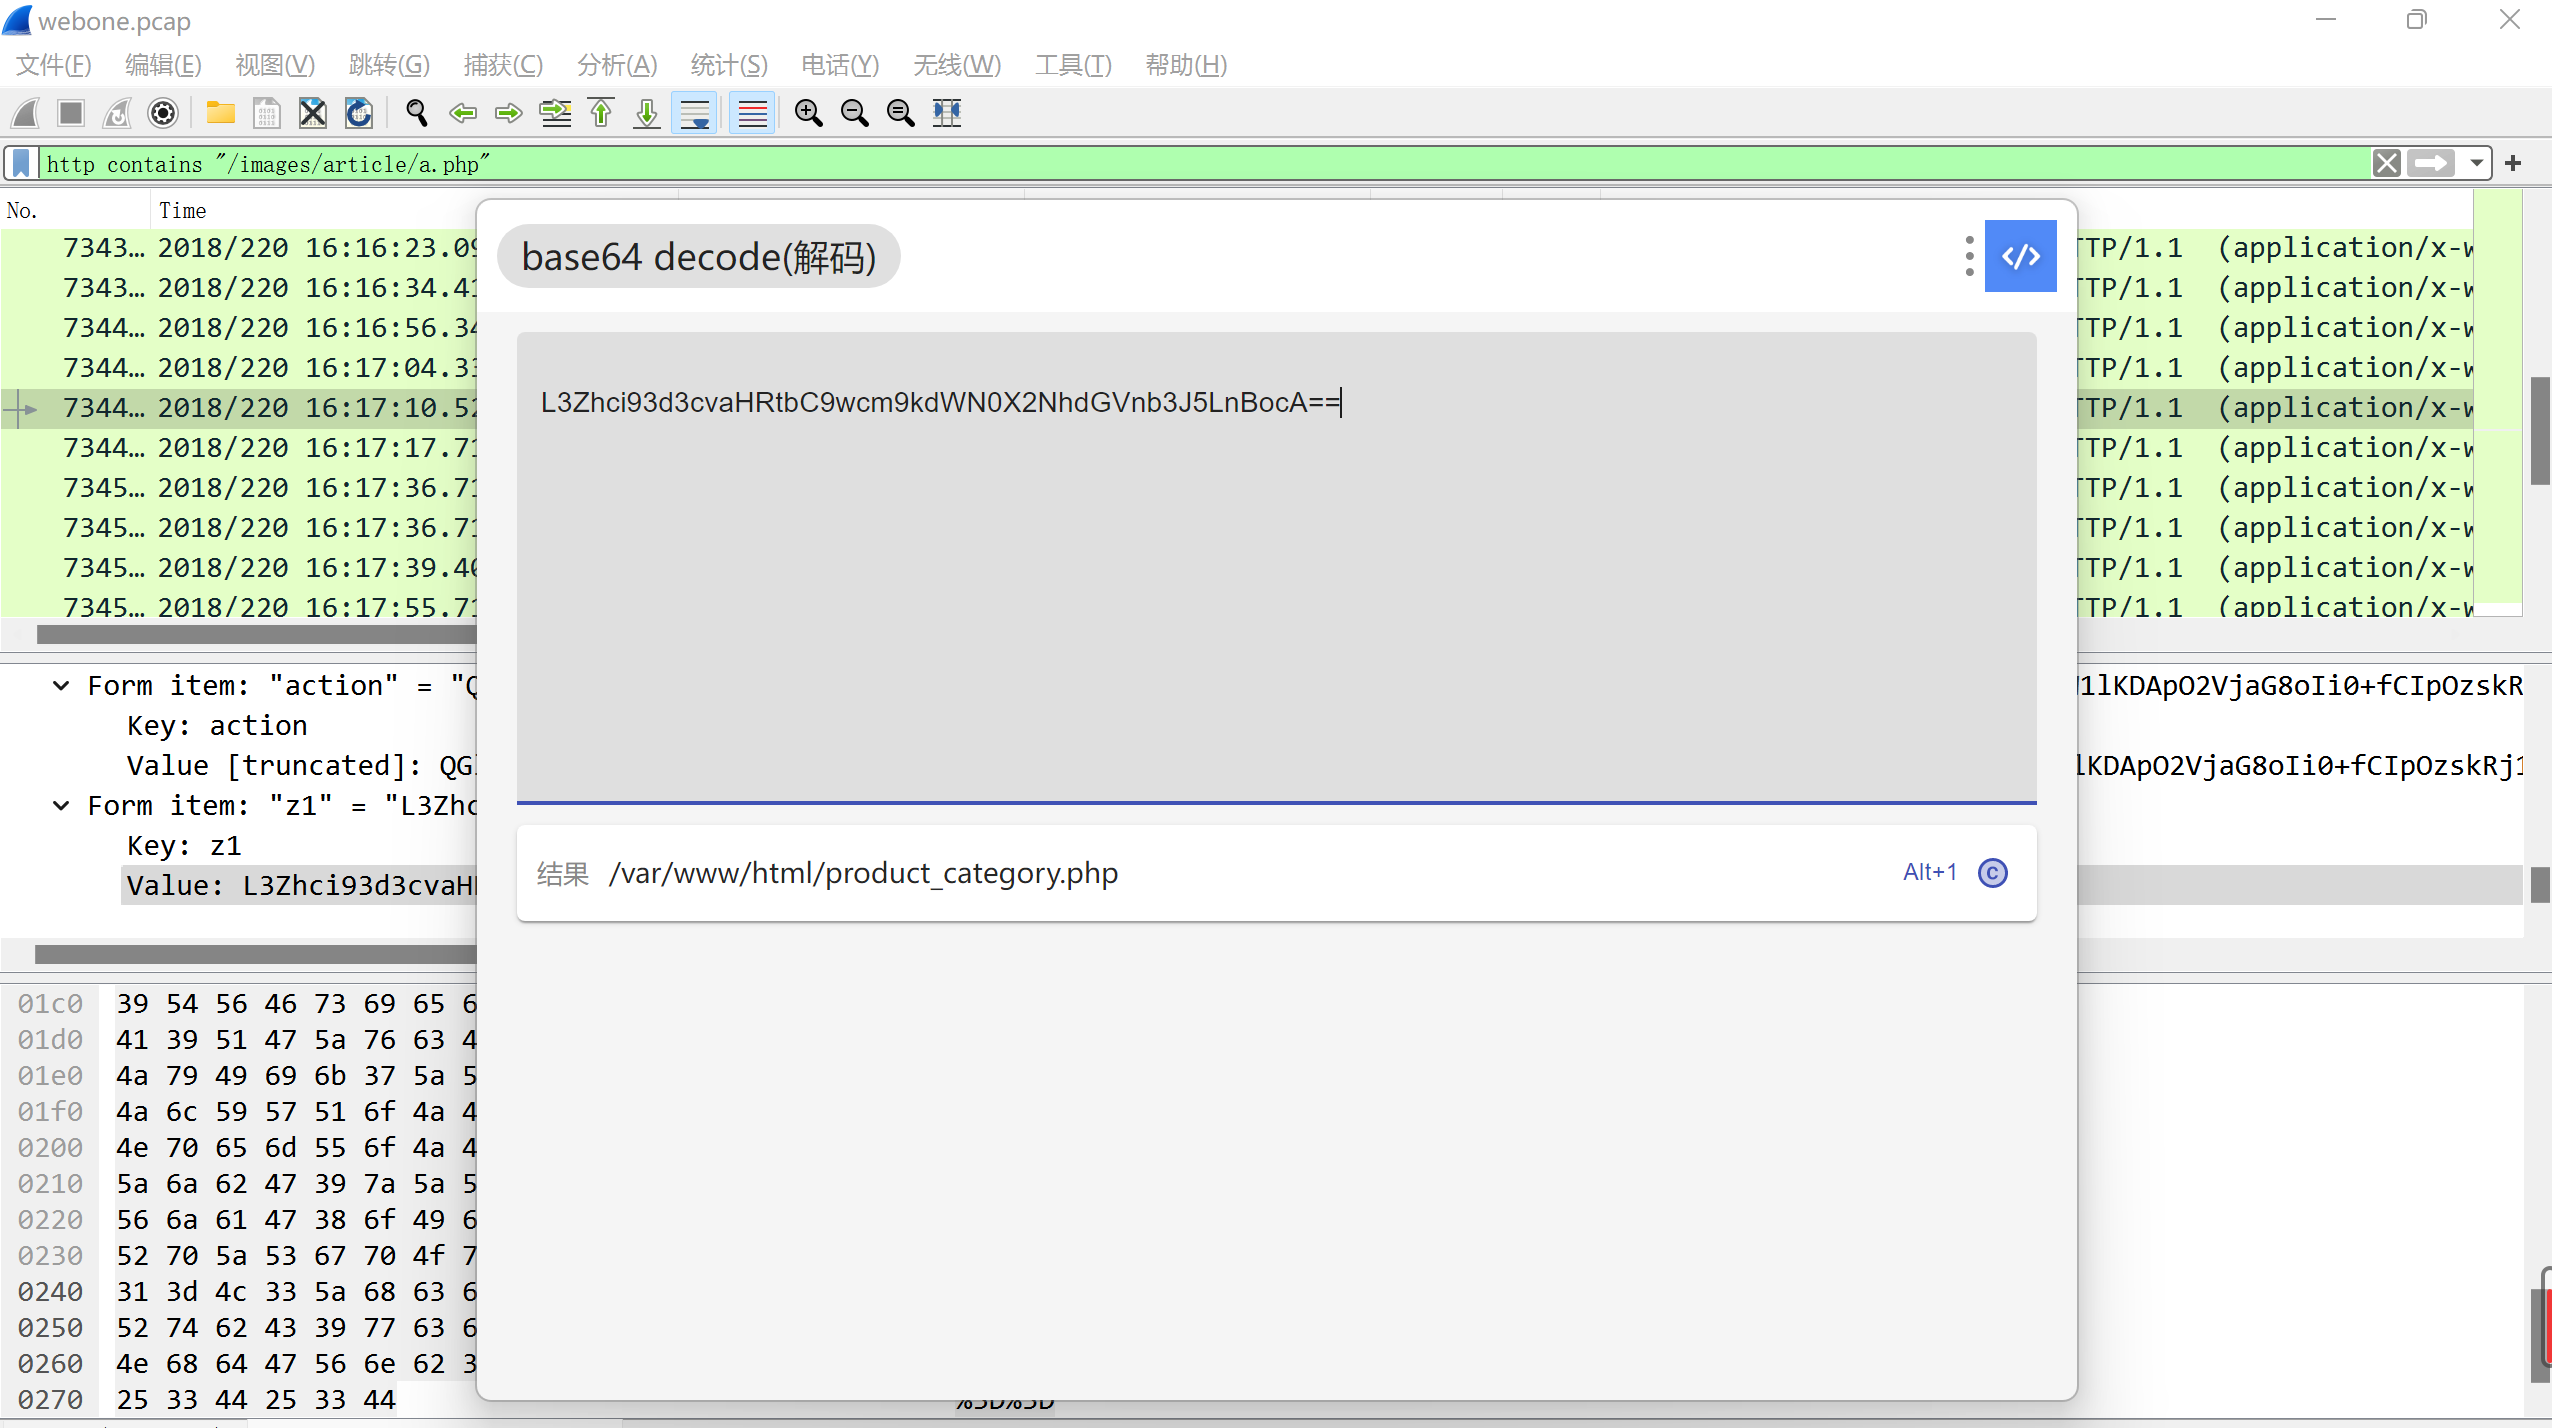 webone.pcap
文件(F) 编辑(E) 视图(V) 跳转(G) 捕获(C) 分析(A) 统计(S) 电话(Y) 无线(W) 工具(T) 帮助(H)
http contains "/images/article/a.php"
No. Time
7343… 2018/220 16:16:23.09 TTP/1.1 (application/x-w
7343… 2018/220 16:16:34.41 TTP/1.1 (application/x-w
7344… 2018/220 16:16:56.34 TTP/1.1 (application/x-w
7344… 2018/220 16:17:04.33 TTP/1.1 (application/x-w
7344… 2018/220 16:17:10.52 TTP/1.1 (application/x-w
7344… 2018/220 16:17:17.71 TTP/1.1 (application/x-w
7345… 2018/220 16:17:36.71 TTP/1.1 (application/x-w
7345… 2018/220 16:17:36.71 TTP/1.1 (application/x-w
7345… 2018/220 16:17:39.40 TTP/1.1 (application/x-w
7345… 2018/220 16:17:55.71 TTP/1.1 (application/x-w
base64 decode(解码)
L3Zhci93d3cvaHRtbC9wcm9kdWN0X2NhdGVnb3J5LnBocA==
结果 /var/www/html/product_category.php Alt+1
Form item: "action" = "Q 1lKDApO2VjaG8oIi0+fCIpOzskR
Key: action
Value [truncated]: QG lKDApO2VjaG8oIi0+fCIpOzskRj1
Form item: "z1" = "L3Zhc
Key: z1
Value: L3Zhci93d3cvaH
01c0 39 54 56 46 73 69 65 6
01d0 41 39 51 47 5a 76 63 4
01e0 4a 79 49 69 6b 37 5a 5
01f0 4a 6c 59 57 51 6f 4a 4
0200 4e 70 65 6d 55 6f 4a 4
0210 5a 6a 62 47 39 7a 5a 5
0220 56 6a 61 47 38 6f 49 6
0230 52 70 5a 53 67 70 4f 7
0240 31 3d 4c 33 5a 68 63 6
0250 52 74 62 43 39 77 63 6
0260 4e 68 64 47 56 6e 62 3
0270 25 33 44 25 33 44 %3D%3D